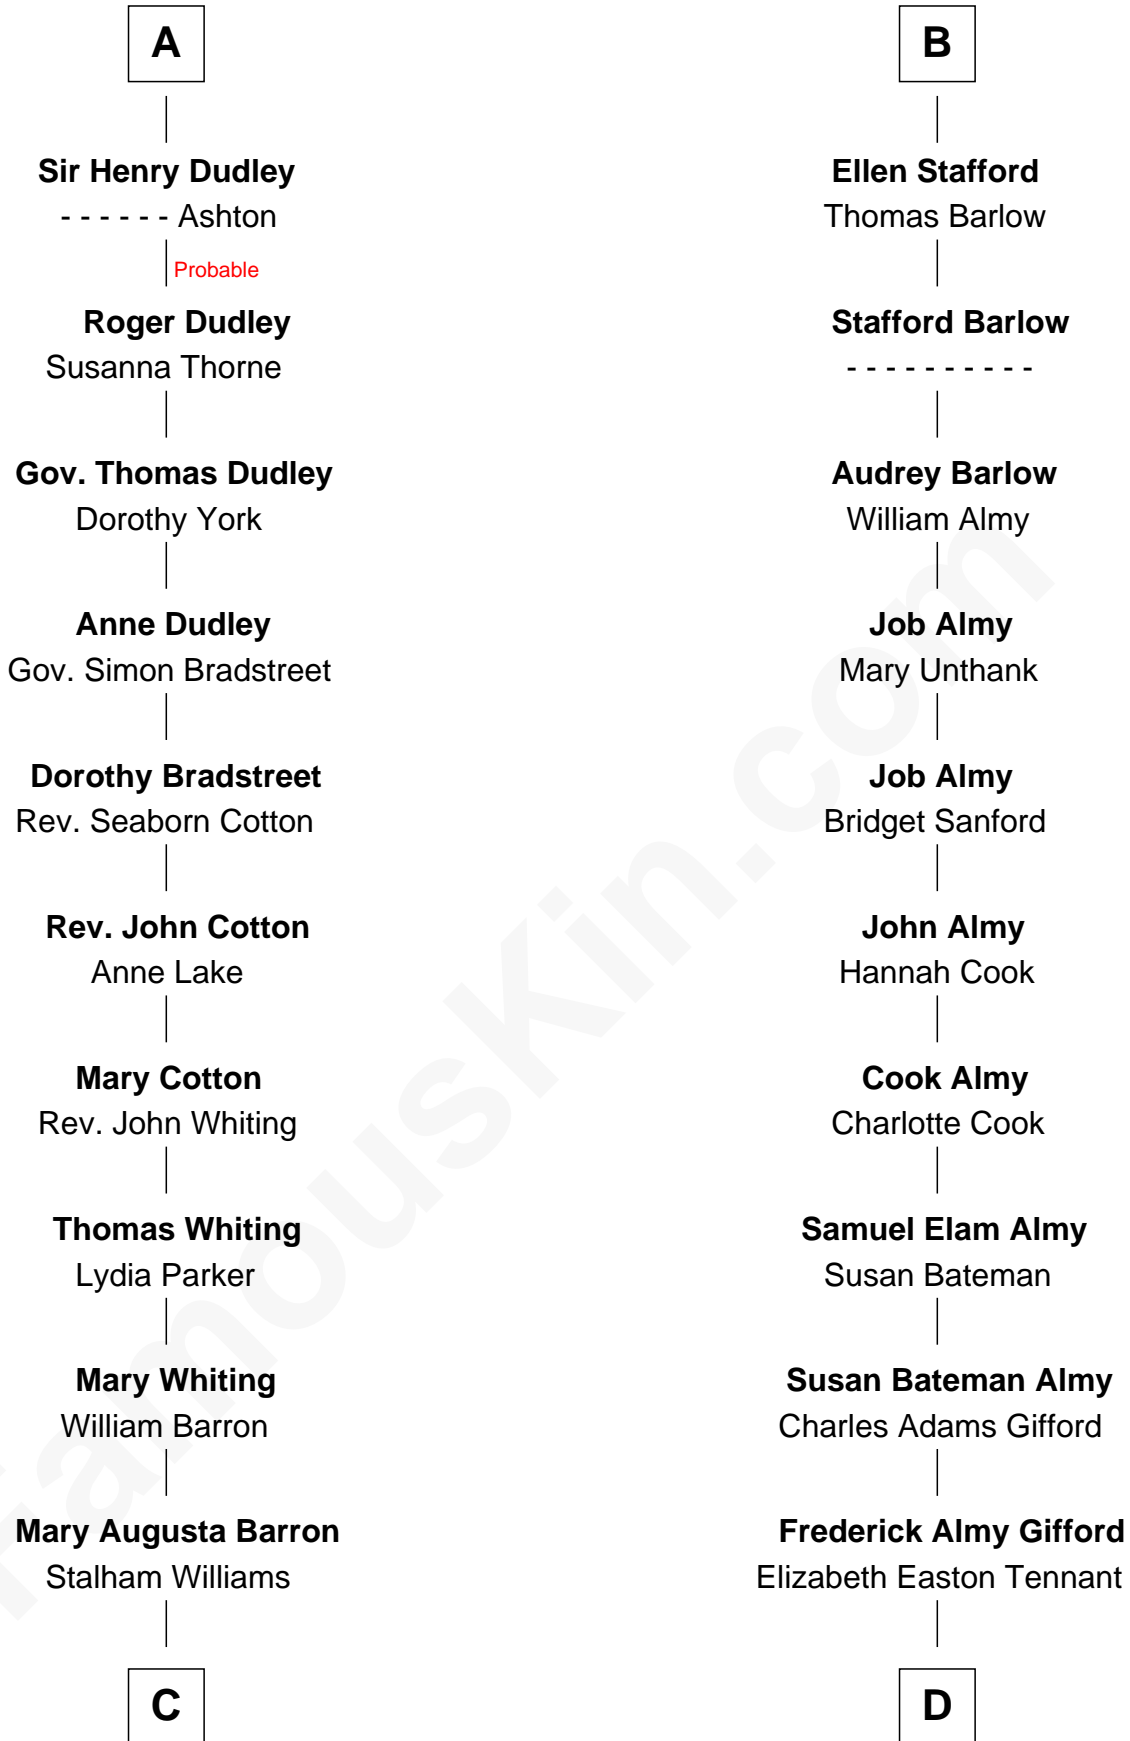 A
Sir Henry Dudley
- - - - - - Ashton
Probable
Roger Dudley
Susanna Thorne
Gov. Thomas Dudley
Dorothy York
Anne Dudley
Gov. Simon Bradstreet
Dorothy Bradstreet
Rev. Seaborn Cotton
Rev. John Cotton
Anne Lake
Mary Cotton
Rev. John Whiting
Thomas Whiting
Lydia Parker
Mary Whiting
William Barron
Mary Augusta Barron
Stalham Williams
C
B
Ellen Stafford
Thomas Barlow
Stafford Barlow
- - - - - - - - - -
Audrey Barlow
William Almy
Job Almy
Mary Unthank
Job Almy
Bridget Sanford
John Almy
Hannah Cook
Cook Almy
Charlotte Cook
Samuel Elam Almy
Susan Bateman
Susan Bateman Almy
Charles Adams Gifford
Frederick Almy Gifford
Elizabeth Easton Tennant
D
FamousKin.com